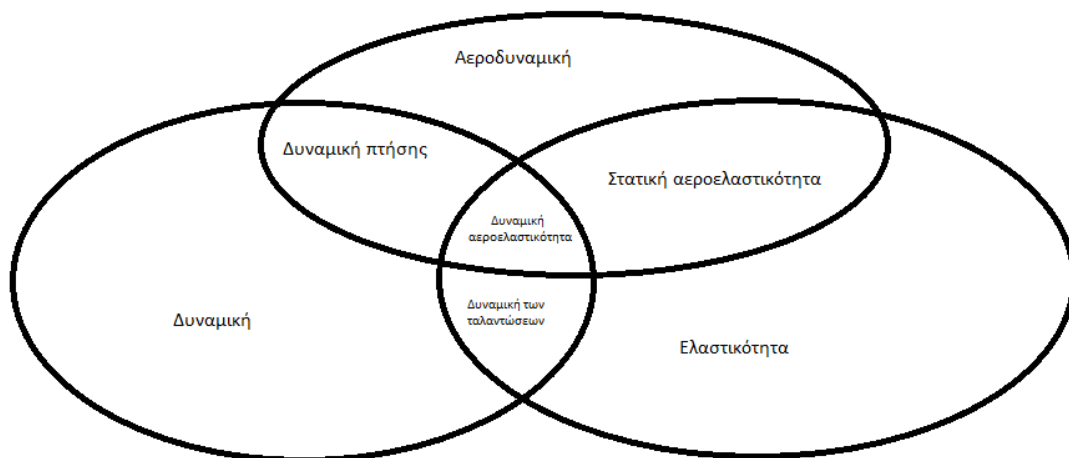 Αεροδυναμική
Δυναμική πτήσης
Στατική αεροελαστικότητα
Δυναμική
αεροελαστικότητα
Δυναμική των
ταλαντώσεων
Δυναμική
Ελαστικότητα